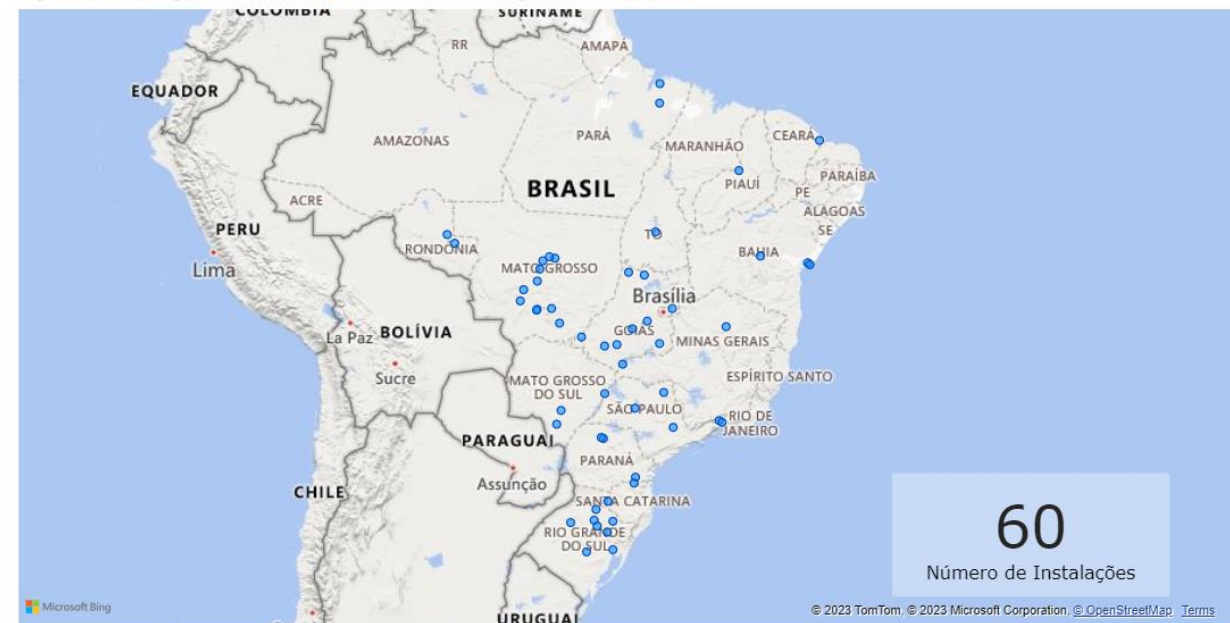 COLOMBIA
SURINAME
RR
AMAPÁ
EQUADOR
AMAZONAS
PARÁ
MARANHÃO
CEARÁ
BRASIL
PIAUÍ
PARAÍBA
PE
ACRE
ALAGOAS
SE
PERU
TO
RONDÔNIA
BAHIA
Lima
MATO GROSSO
Brasília
La Paz
BOLÍVIA
GOIÁS
MINAS GERAIS
Sucre
MATO GROSSO
DO SUL
ESPÍRITO SANTO
SÃO PAULO
RIO DE
JANEIRO
PARAGUAI
PARANÁ
Assunção
CHILE
SANTA CATARINA
RIO GRANDE
DO SUL
60
Número de Instalações
Microsoft Bing
URUGUAI
© 2023 TomTom, © 2023 Microsoft Corporation, © OpenStreetMap Terms